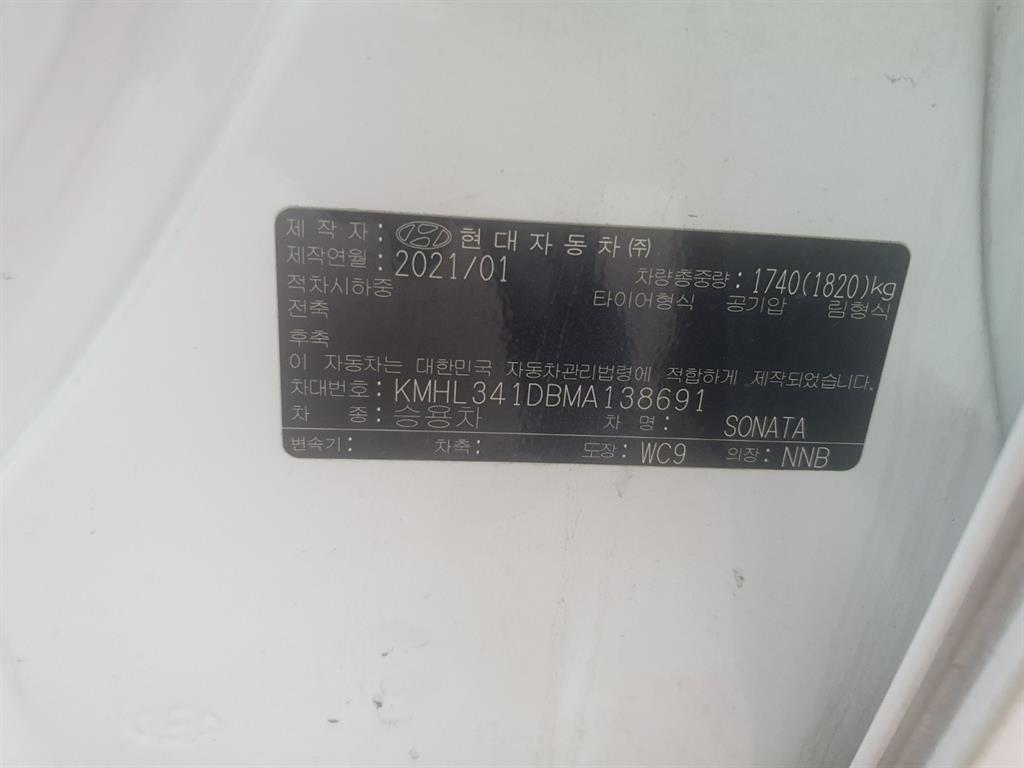 제 작 자: 현대자동차㈜
제작연월: 2021/01 차량총중량: 1740(1820)kg
적차시하중 타이어형식 공기압 림형식
전축
후축
이 자동차는 대한민국 자동차관리법령에 적합하게 제작되었습니다.
차대번호: KMHL341DBMA138691
차 종: 승용차 차 명: SONATA
변속기: 차축: 도장: WC9 의장: NNB